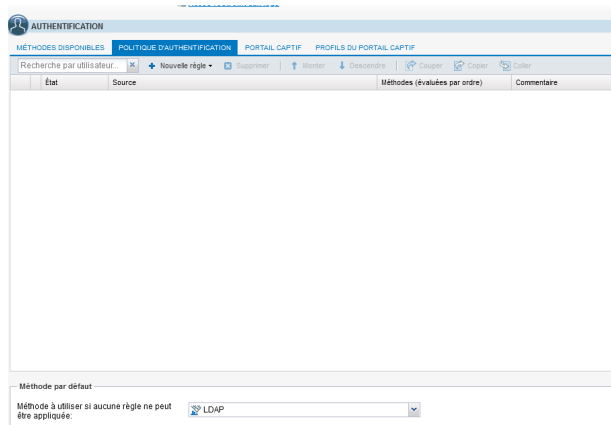 AUTHENTIFICATION
MÉTHODES DISPONIBLES POLITIQUE D'AUTHENTIFICATION PORTAIL CAPTIF PROFILS DU PORTAIL CAPTIF
Recherche par utilisateur... Nouvelle règle Supprimer Monter Descendre Couper Copier Coller
État Source Méthodes (évaluées par ordre) Commentaire
Méthode par défaut
Méthode à utiliser si aucune règle ne peut
être appliquée:
LDAP